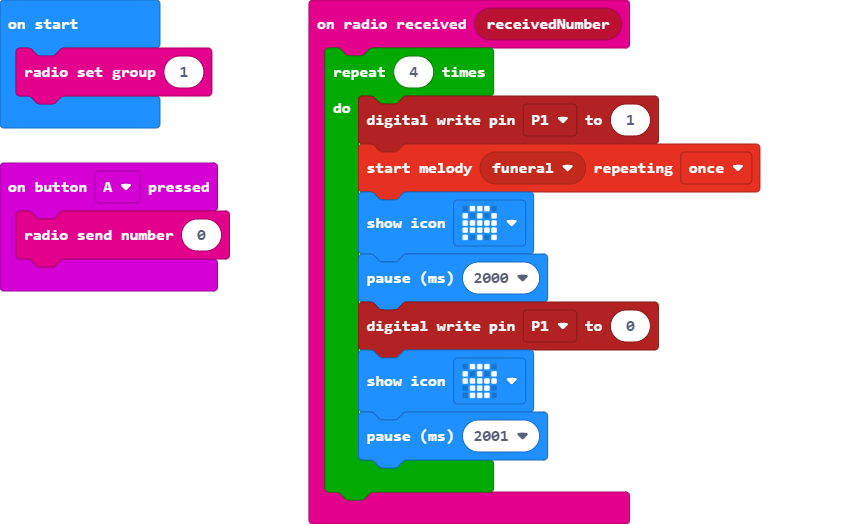 on start
radio set group 1
on button A pressed
radio send number 0
on radio received receivedNumber
repeat 4 times
do
digital write pin P1 to 1
start melody funeral repeating once
show icon
pause (ms) 2000
digital write pin P1 to 0
show icon
pause (ms) 2001